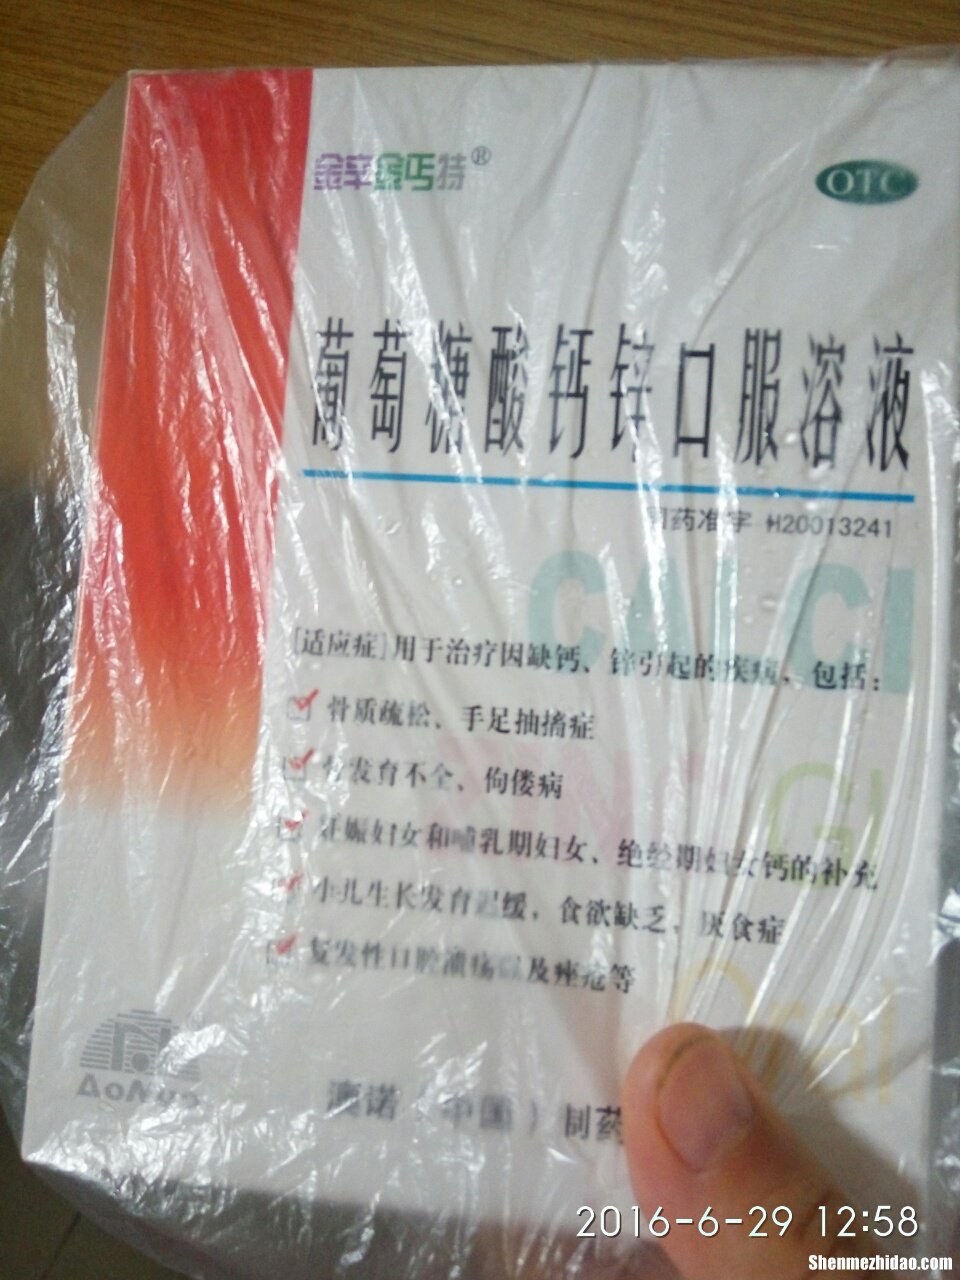 锌钙特®
OTC
葡萄糖酸钙锌口服溶液
国药准字 H20013241
CALCI
[适应症]用于治疗因缺钙、锌引起的疾病,包括:
骨质疏松、手足抽搐症
骨发育不全、佝偻病
妊娠妇女和哺乳期妇女、绝经期妇女钙的补充
小儿生长发育迟缓,食欲缺乏,厌食症
复发性口腔溃疡以及痤疮等
Oral
澳诺(中国)制药
2016-6-29 12:58
Shenmezhidao.com